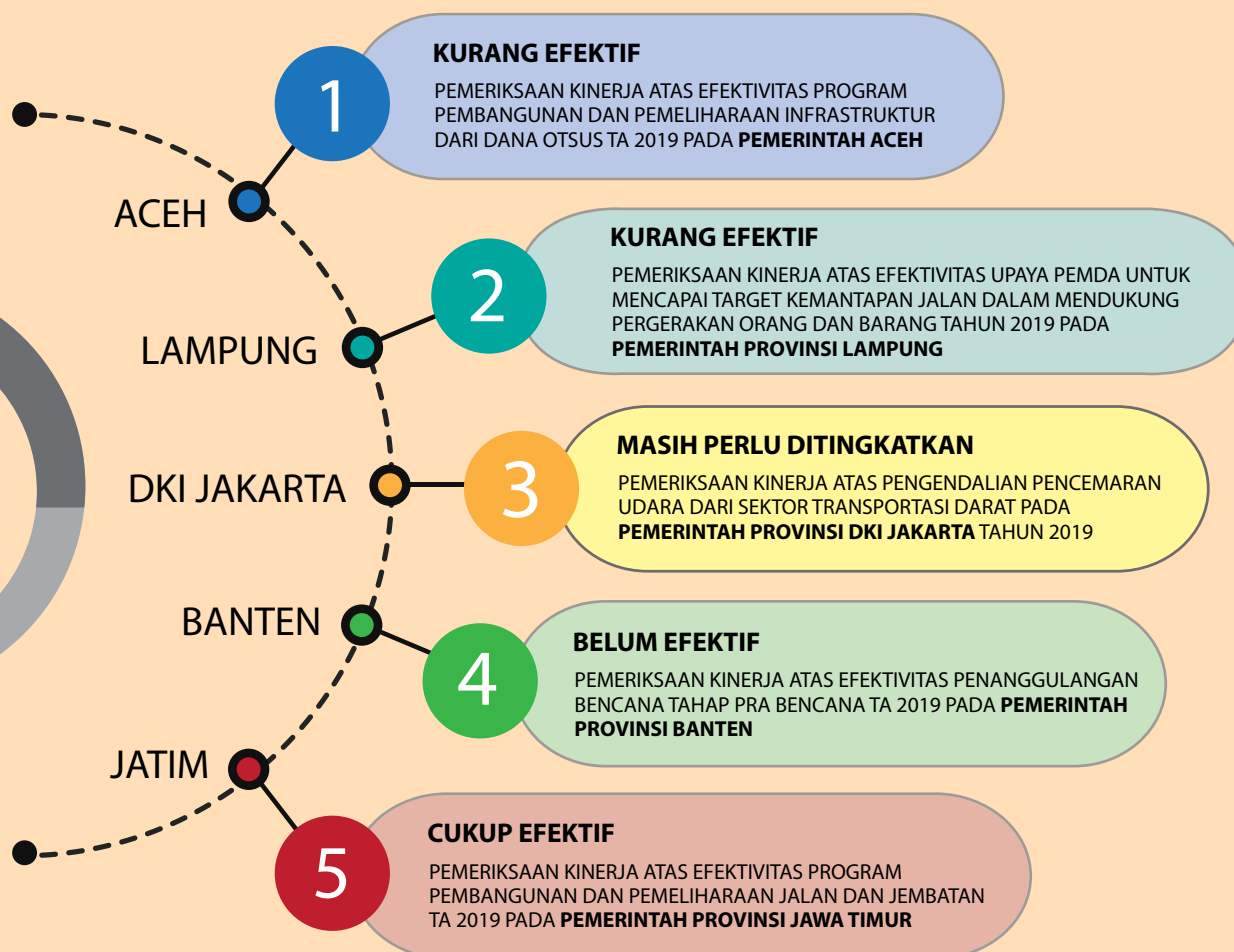 1
KURANG EFEKTIF
PEMERIKSAAN KINERJA ATAS EFEKTIVITAS PROGRAM
PEMBANGUNAN DAN PEMELIHARAAN INFRASTRUKTUR
DARI DANA OTSUS TA 2019 PADA PEMERINTAH ACEH
ACEH
2
KURANG EFEKTIF
PEMERIKSAAN KINERJA ATAS EFEKTIVITAS UPAYA PEMDA UNTUK
MENCAPAI TARGET KEMANTAPAN JALAN DALAM MENDUKUNG
PERGERAKAN ORANG DAN BARANG TAHUN 2019 PADA
PEMERINTAH PROVINSI LAMPUNG
LAMPUNG
3
MASIH PERLU DITINGKATKAN
PEMERIKSAAN KINERJA ATAS PENGENDALIAN PENCEMARAN
UDARA DARI SEKTOR TRANSPORTASI DARAT PADA
PEMERINTAH PROVINSI DKI JAKARTA TAHUN 2019
DKI JAKARTA
4
BELUM EFEKTIF
PEMERIKSAAN KINERJA ATAS EFEKTIVITAS PENANGGULANGAN
BENCANA TAHAP PRA BENCANA TA 2019 PADA PEMERINTAH
PROVINSI BANTEN
BANTEN
5
CUKUP EFEKTIF
PEMERIKSAAN KINERJA ATAS EFEKTIVITAS PROGRAM
PEMBANGUNAN DAN PEMELIHARAAN JALAN DAN JEMBATAN
TA 2019 PADA PEMERINTAH PROVINSI JAWA TIMUR
JATIM